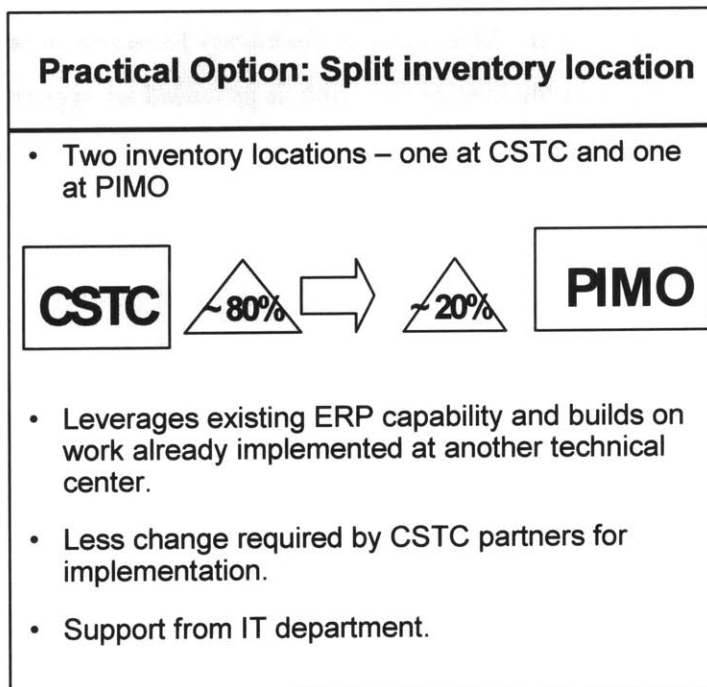 Practical Option: Split inventory location
• Two inventory locations – one at CSTC and one
at PIMO
CSTC ~80% ~20% PIMO
• Leverages existing ERP capability and builds on
work already implemented at another technical
center.
• Less change required by CSTC partners for
implementation.
• Support from IT department.